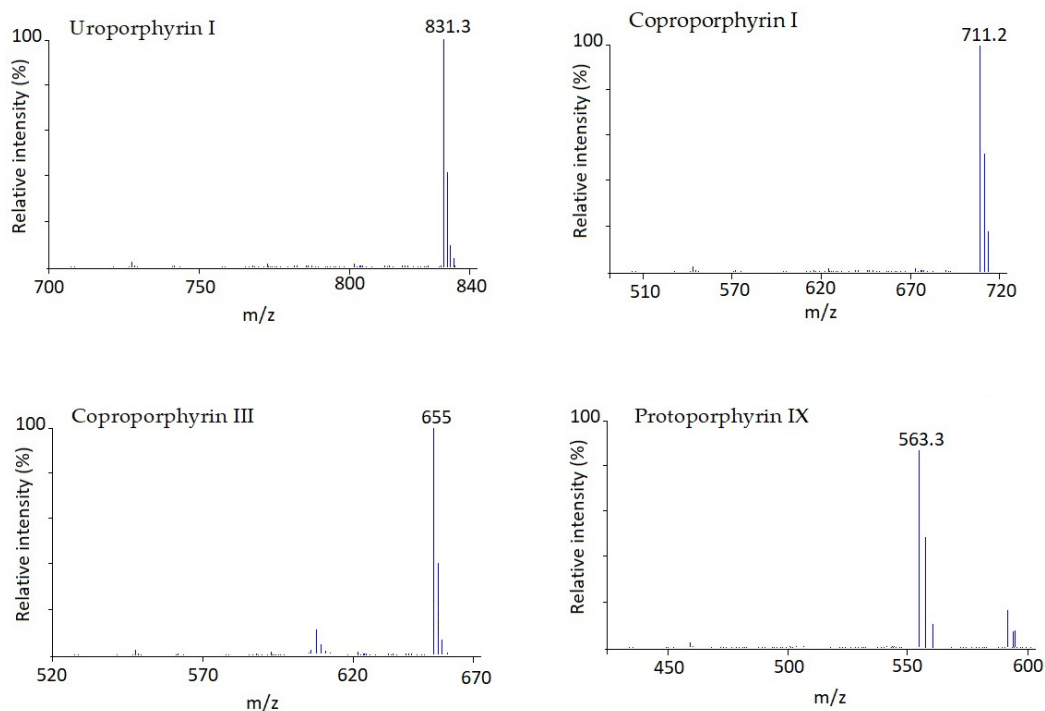 Uroporphyrin I
831.3
100
Relative intensity (%)
700 750 800 840
m/z
Coproporphyrin I
711.2
100
Relative intensity (%)
510 570 620 670 720
m/z
Coproporphyrin III
655
100
Relative intensity (%)
520 570 620 670
m/z
Protoporphyrin IX
563.3
100
Relative intensity (%)
450 500 550 600
m/z